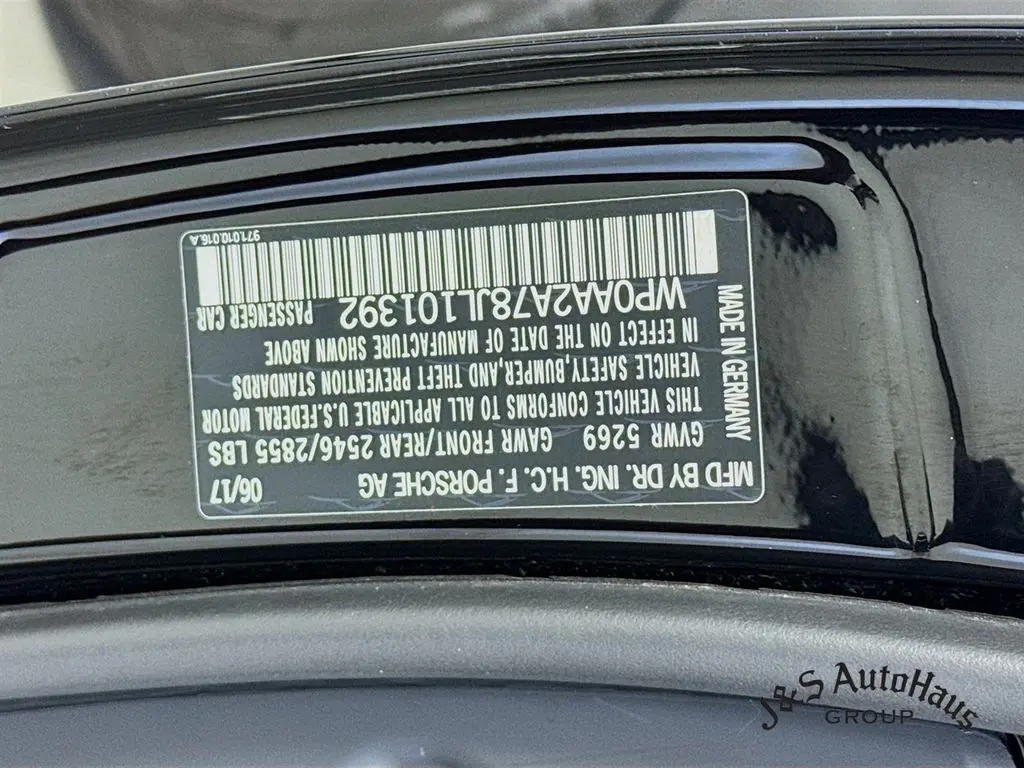 MFD BY DR. ING. H.C. F. PORSCHE AG 06/17
GVWR 5269 GAWR FRONT/REAR 2546/2855 LBS
THIS VEHICLE CONFORMS TO ALL APPLICABLE U.S.FEDERAL MOTOR
VEHICLE SAFETY,BUMPER,AND THEFT PREVENTION STANDARDS
IN EFFECT ON THE DATE OF MANUFACTURE SHOWN ABOVE
WP0AA2A78JL101392 PASSENGER CAR
MADE IN GERMANY
971.010.016.A
J&S AutoHaus
GROUP